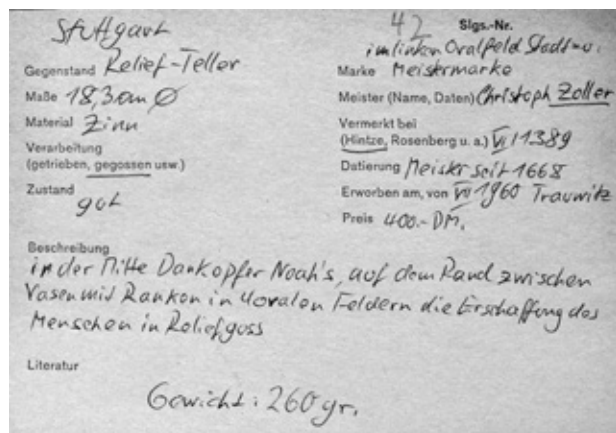 Stuttgart
42 Slgs.-Nr.
Gegenstand Relief-Teller
im linken Ovalfeld Stadt- u.
Marke Meistermarke
Maße 18,3 cm Ø
Meister (Name, Daten) Christoph Zoller
Material Zinn
Vermerkt bei
(Hintze, Rosenberg u. a.) VII 1389
Verarbeitung
(getrieben, gegossen usw.)
Datierung Meister seit 1668
Zustand gut
Erworben am, von VII 1960 Trauwitz
Preis 400.- DM.
Beschreibung
in der Mitte Dankopfer Noah's, auf dem Rand zwischen
Vasen mit Ranken in 4 ovalen Feldern die Erschaffung des
Menschen in Reliefguss
Literatur
Gewicht: 260 gr.